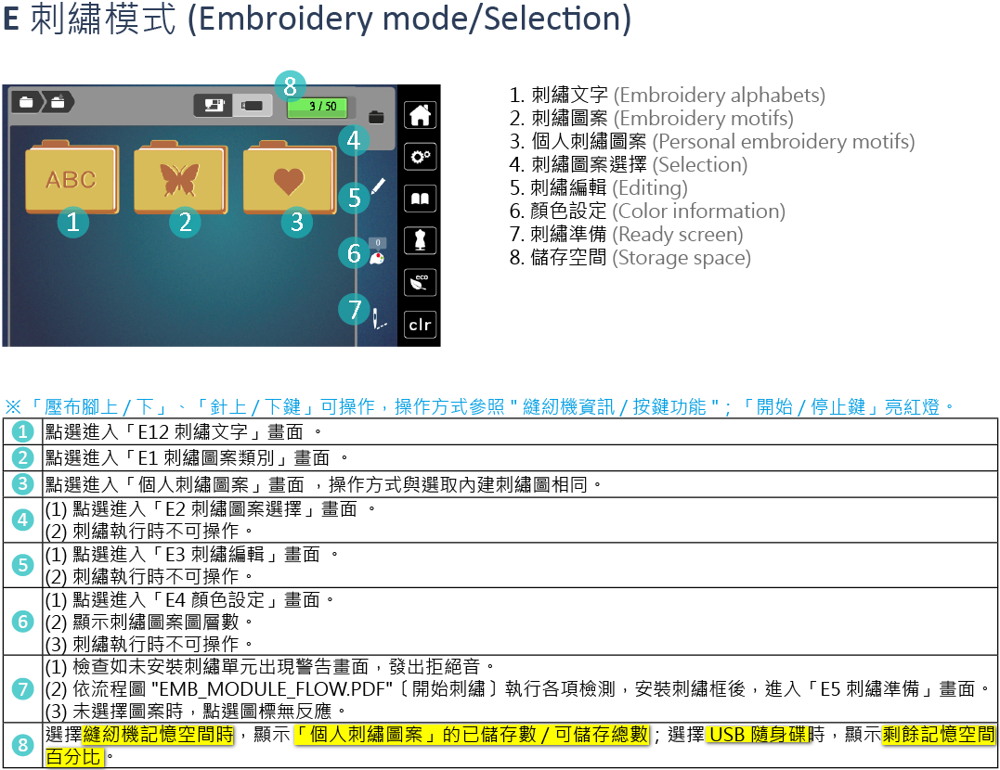 E 刺繡模式 (Embroidery mode/Selection)
8
3 / 50
ABC
1
2
3
4
5
0
6
7
eco
clr
1. 刺繡文字 (Embroidery alphabets)
2. 刺繡圖案 (Embroidery motifs)
3. 個人刺繡圖案 (Personal embroidery motifs)
4. 刺繡圖案選擇 (Selection)
5. 刺繡編輯 (Editing)
6. 顏色設定 (Color information)
7. 刺繡準備 (Ready screen)
8. 儲存空間 (Storage space)
※「壓布腳上 / 下」、「針上 / 下鍵」可操作，操作方式參照 " 縫紉機資訊 / 按鍵功能 "；「開始 / 停止鍵」亮紅燈。
1 點選進入「E12 刺繡文字」畫面 。
2 點選進入「E1 刺繡圖案類別」畫面 。
3 點選進入「個人刺繡圖案」畫面 ，操作方式與選取內建刺繡圖相同。
4 (1) 點選進入「E2 刺繡圖案選擇」畫面 。
(2) 刺繡執行時不可操作。
5 (1) 點選進入「E3 刺繡編輯」畫面 。
(2) 刺繡執行時不可操作。
6 (1) 點選進入「E4 顏色設定」畫面。
(2) 顯示刺繡圖案圖層數。
(3) 刺繡執行時不可操作。
7 (1) 檢查如未安裝刺繡單元出現警告畫面，發出拒絕音。
(2) 依流程圖 "EMB_MODULE_FLOW.PDF"〔開始刺繡〕執行各項檢測，安裝刺繡框後，進入「E5 刺繡準備」畫面。
(3) 未選擇圖案時，點選圖標無反應。
8 選擇縫紉機記憶空間時，顯示「個人刺繡圖案」的已儲存數 / 可儲存總數；選擇 USB 隨身碟時，顯示剩餘記憶空間
百分比。